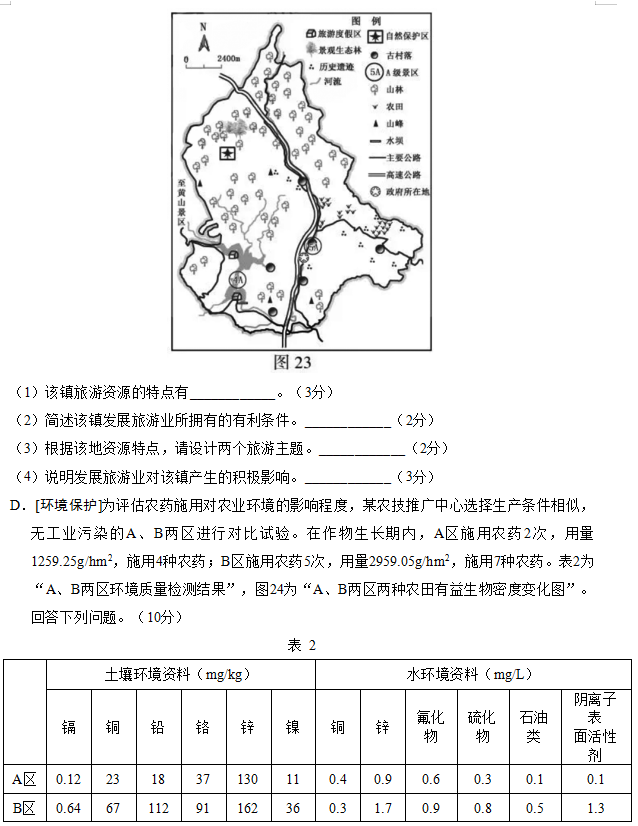 图 例
N
0 2400m
旅游度假区
自然保护区
景观生态林
古村落
历史遗迹
5A A级景区
河流
山林
农田
山峰
水坝
主要公路
高速公路
政府所在地
至黄山景区
5A
4A
图 23
（1）该镇旅游资源的特点有____________。（3分）
（2）简述该镇发展旅游业所拥有的有利条件。____________（2分）
（3）根据该地资源特点，请设计两个旅游主题。____________（2分）
（4）说明发展旅游业对该镇产生的积极影响。____________（3分）
D．[环境保护]为评估农药施用对农业环境的影响程度，某农技推广中心选择生产条件相似，
无工业污染的A、B两区进行对比试验。在作物生长期内，A区施用农药2次，用量
1259.25g/hm²，施用4种农药；B区施用农药5次，用量2959.05g/hm²，施用7种农药。表2为
“A、B两区环境质量检测结果”，图24为“A、B两区两种农田有益生物密度变化图”。
回答下列问题。（10分）
表 2
土壤环境资料（mg/kg） 水环境资料（mg/L）
镉 铜 铅 铬 锌 镍 铜 锌 氟化物 硫化物 石油类 阴离子表面活性剂
A区 0.12 23 18 37 130 11 0.4 0.9 0.6 0.3 0.1 0.1
B区 0.64 67 112 91 162 36 0.3 1.7 0.9 0.8 0.5 1.3